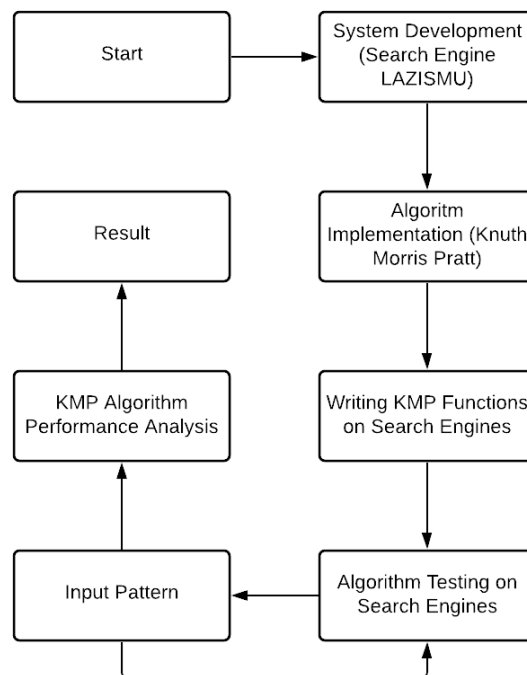 Start
System Development
(Search Engine
LAZISMU)
Algoritm
Implementation (Knuth
Morris Pratt)
Result
KMP Algorithm
Performance Analysis
Writing KMP Functions
on Search Engines
Input Pattern
Algorithm Testing on
Search Engines